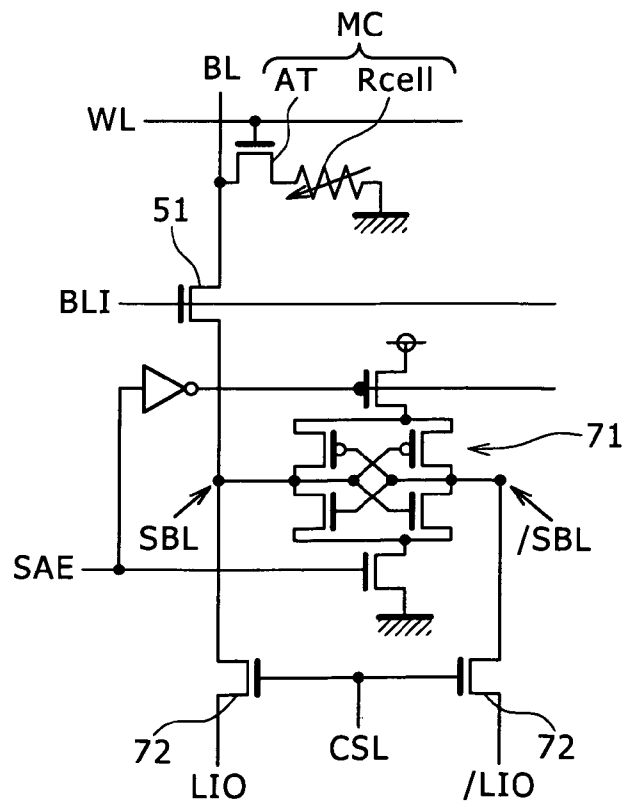 MC
BL
AT
Rcell
WL
51
BLI
71
SBL
/SBL
SAE
72
CSL
72
LIO
/LIO